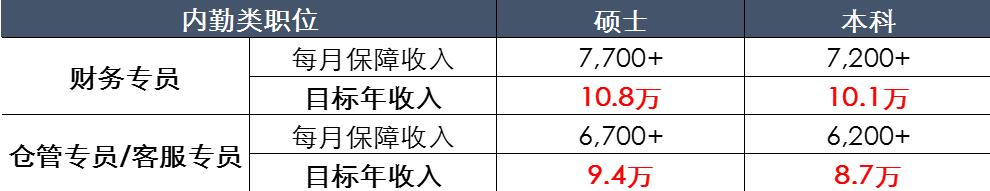 内勤类职位 硕士 本科
财务专员 每月保障收入 7,700+ 7,200+
目标年收入 10.8万 10.1万
仓管专员/客服专员 每月保障收入 6,700+ 6,200+
目标年收入 9.4万 8.7万